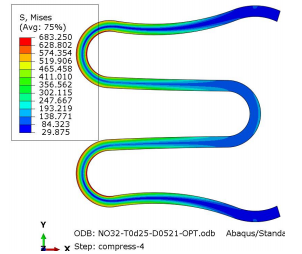 S, Mises
(Avg: 75%)
683.250
628.802
574.354
519.906
465.458
411.010
356.562
302.115
247.667
193.219
138.771
84.323
29.875
Y
Z X
ODB: NO32-T0d25-D0521-OPT.odb Abaqus/Standa
Step: compress-4